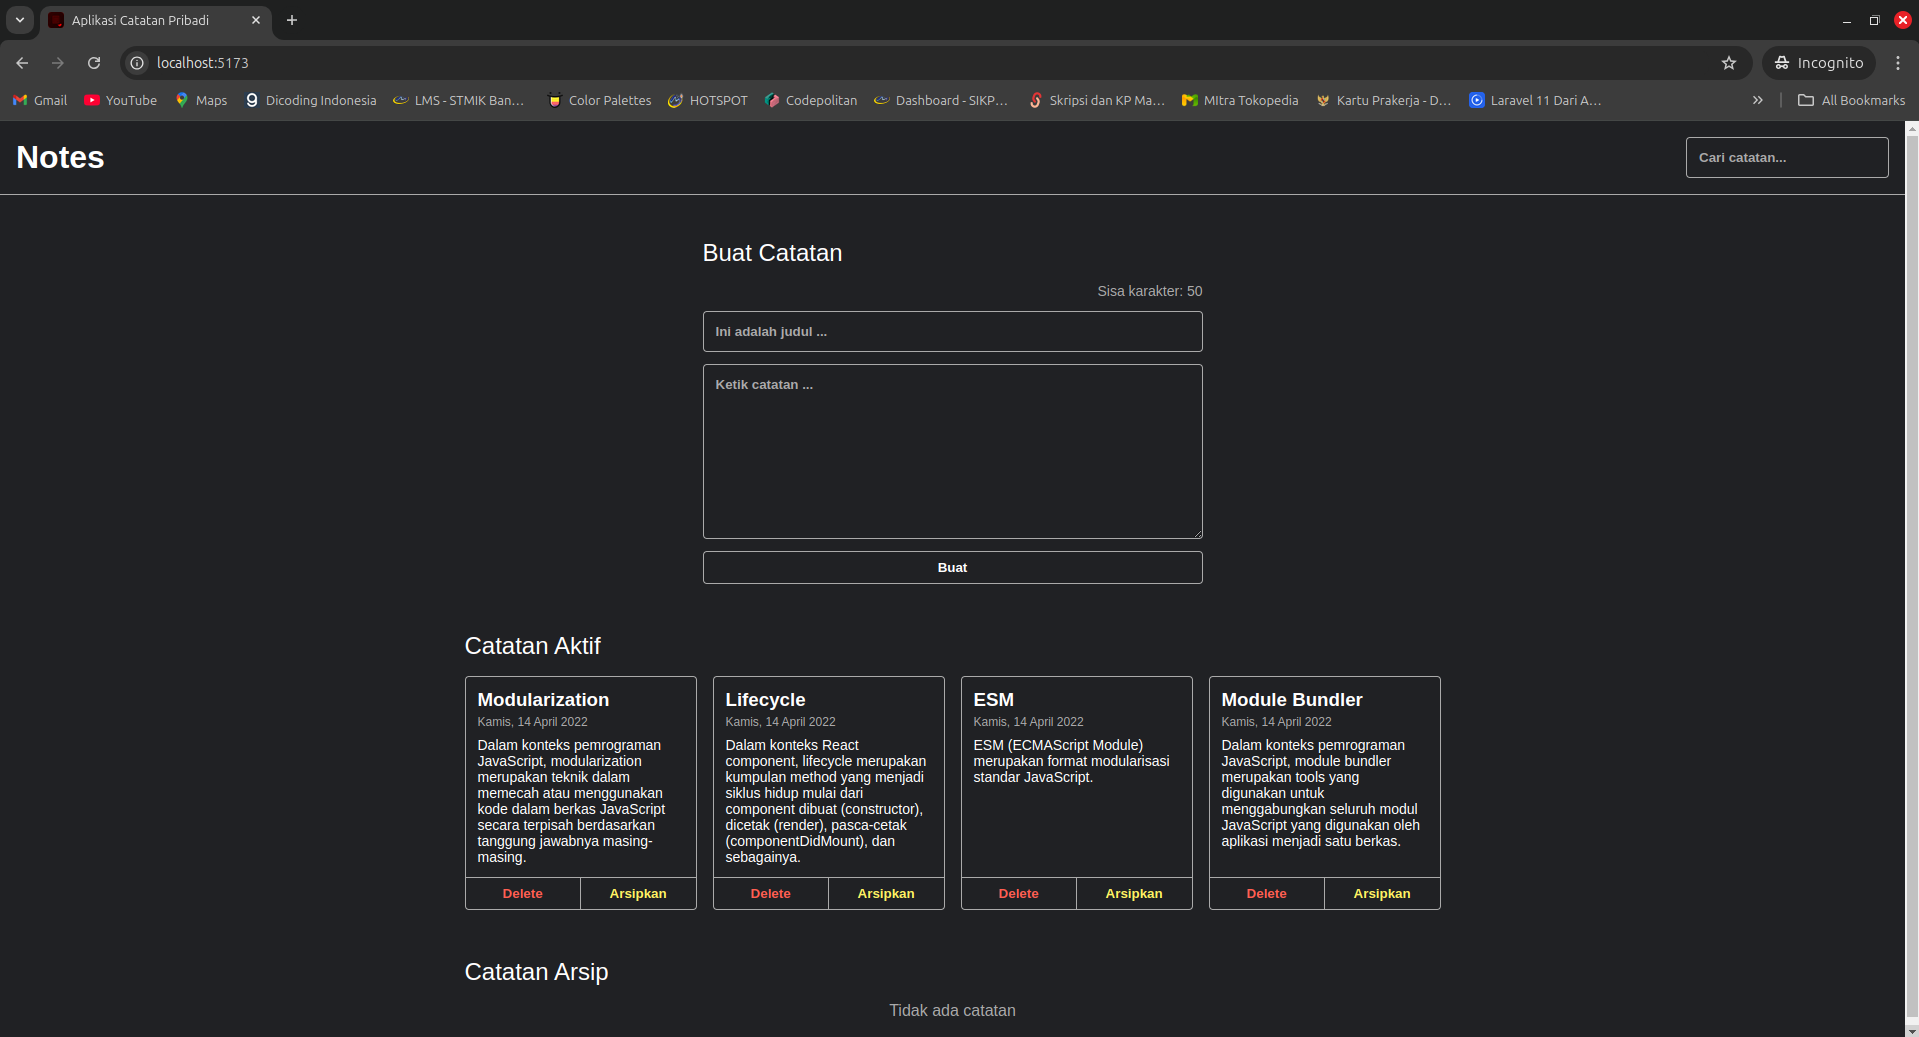 Aplikasi Catatan Pribadi
localhost:5173
Incognito
Gmail
YouTube
Maps
Dicoding Indonesia
LMS - STMIK Ban...
Color Palettes
HOTSPOT
Codepolitan
Dashboard - SIKP...
Skripsi dan KP Ma...
MItra Tokopedia
Kartu Prakerja - D...
Laravel 11 Dari A...
All Bookmarks
Notes
Cari catatan...
Buat Catatan
Sisa karakter: 50
Ini adalah judul ...
Ketik catatan ...
Buat
Catatan Aktif
Modularization
Kamis, 14 April 2022
Dalam konteks pemrograman
JavaScript, modularization
merupakan teknik dalam
memecah atau menggunakan
kode dalam berkas JavaScript
secara terpisah berdasarkan
tanggung jawabnya masing-
masing.
Delete
Arsipkan
Lifecycle
Kamis, 14 April 2022
Dalam konteks React
component, lifecycle merupakan
kumpulan method yang menjadi
siklus hidup mulai dari
component dibuat (constructor),
dicetak (render), pasca-cetak
(componentDidMount), dan
sebagainya.
Delete
Arsipkan
ESM
Kamis, 14 April 2022
ESM (ECMAScript Module)
merupakan format modularisasi
standar JavaScript.
Delete
Arsipkan
Module Bundler
Kamis, 14 April 2022
Dalam konteks pemrograman
JavaScript, module bundler
merupakan tools yang
digunakan untuk
menggabungkan seluruh modul
JavaScript yang digunakan oleh
aplikasi menjadi satu berkas.
Delete
Arsipkan
Catatan Arsip
Tidak ada catatan